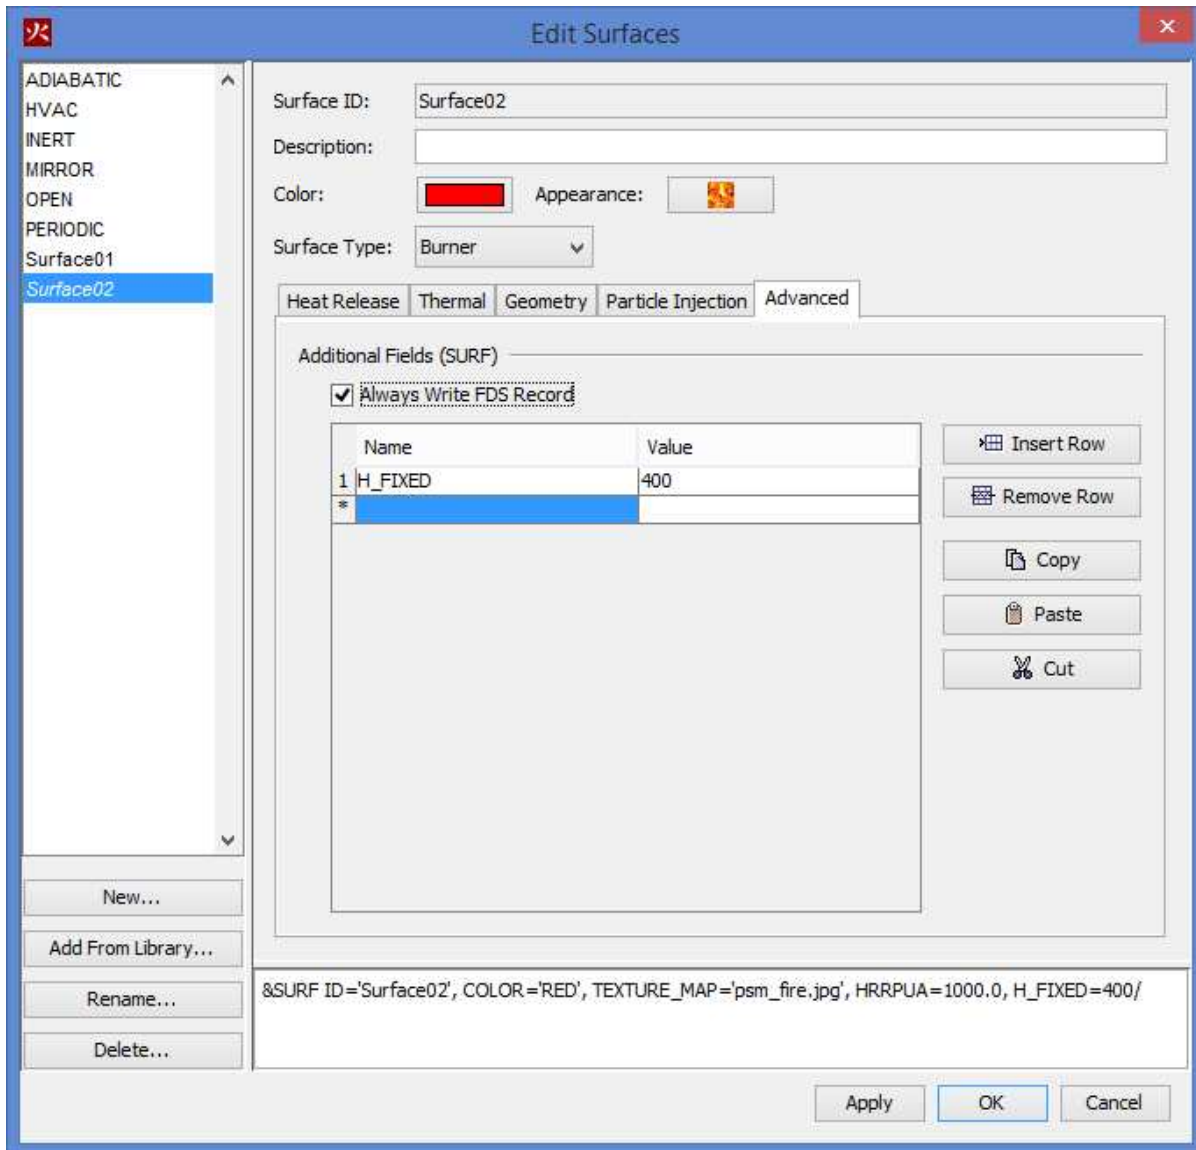 火
Edit Surfaces
ADIABATIC
HVAC
INERT
MIRROR
OPEN
PERIODIC
Surface01
Surface02
New...
Add From Library...
Rename...
Delete...
Surface ID: Surface02
Description:
Color: Appearance:
Surface Type: Burner
Heat Release Thermal Geometry Particle Injection Advanced
Additional Fields (SURF)
Always Write FDS Record
Name Value
1 H_FIXED 400
*
Insert Row
Remove Row
Copy
Paste
Cut
&SURF ID='Surface02', COLOR='RED', TEXTURE_MAP='psm_fire.jpg', HRRPUA=1000.0, H_FIXED=400/
Apply OK Cancel